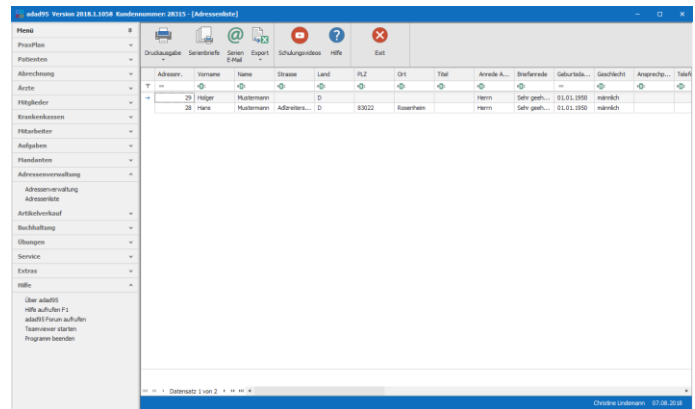 adad95 Version 2018.1.1058 Kundennummer: 28315 - [Adressenliste]
Menü
PraxPlan
Patienten
Abrechnung
Ärzte
Mitglieder
Krankenkassen
Mitarbeiter
Aufgaben
Mandanten
Adressenverwaltung
Adressenverwaltung
Adressenliste
Artikelverkauf
Buchhaltung
Übungen
Service
Extras
Hilfe
Über adad95
Hilfe aufrufen F1
adad95 Forum aufrufen
Teamviewer starten
Programm beenden
Druckausgabe Serienbriefe Serien E-Mail Export Schulungsvideos Hilfe Exit
Adressnr. Vorname Name Strasse Land PLZ Ort Titel Anrede A... Briefanrede Geburtsda... Geschlecht Ansprechp... Telef
29 Holger Mustermann D Herrn Sehr geeh... 01.01.1950 männlich
28 Hans Mustermann Adlzreiters... D 83022 Rosenheim Herrn Sehr geeh... 01.01.1950 männlich
Datensatz 1 von 2
Christine Lindemann 07.08.2018